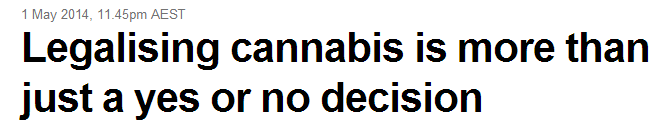 1 May 2014, 11.45pm AEST
Legalising cannabis is more than
just a yes or no decision